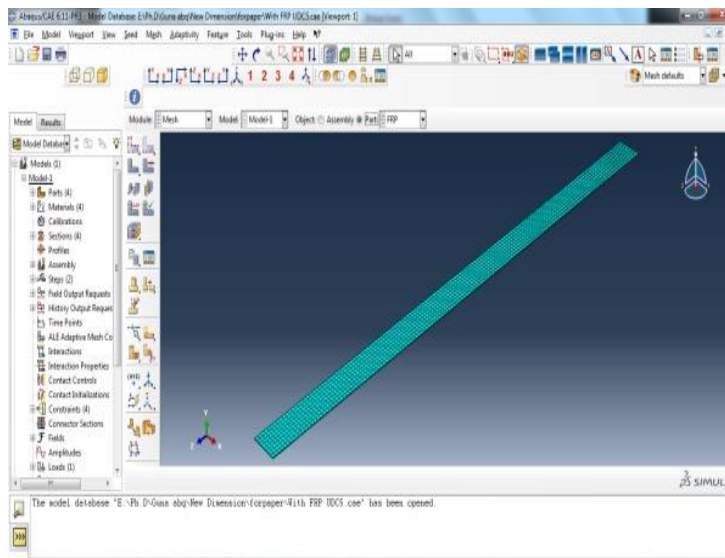 Abaqus/CAE 6.11-PR3 - Model Database: E:\Ph.D\Guna abq\New Dimension\forpaper\With FRP UDCS.cae [Viewport: 1]
File Model Viewport View Seed Mesh Adaptivity Feature Tools Plug-ins Help
All
1 2 3 4
Mesh defaults
Model Results
Module: Mesh Model: Model-1 Object: Assembly Part: FRP
Model Databas
Models (1)
Model-1
Parts (4)
Materials (4)
Calibrations
Sections (4)
Profiles
Assembly
Steps (2)
Field Output Requests
History Output Reques
Time Points
ALE Adaptive Mesh Co
Interactions
Interaction Properties
Contact Controls
Contact Initializations
Constraints (4)
Connector Sections
Fields
Amplitudes
Loads (1)
Y
SIMUL
The model database "E:\Ph.D\Guna abq\New Dimension\forpaper\With FRP UDCS.cae" has been opened.
>>>